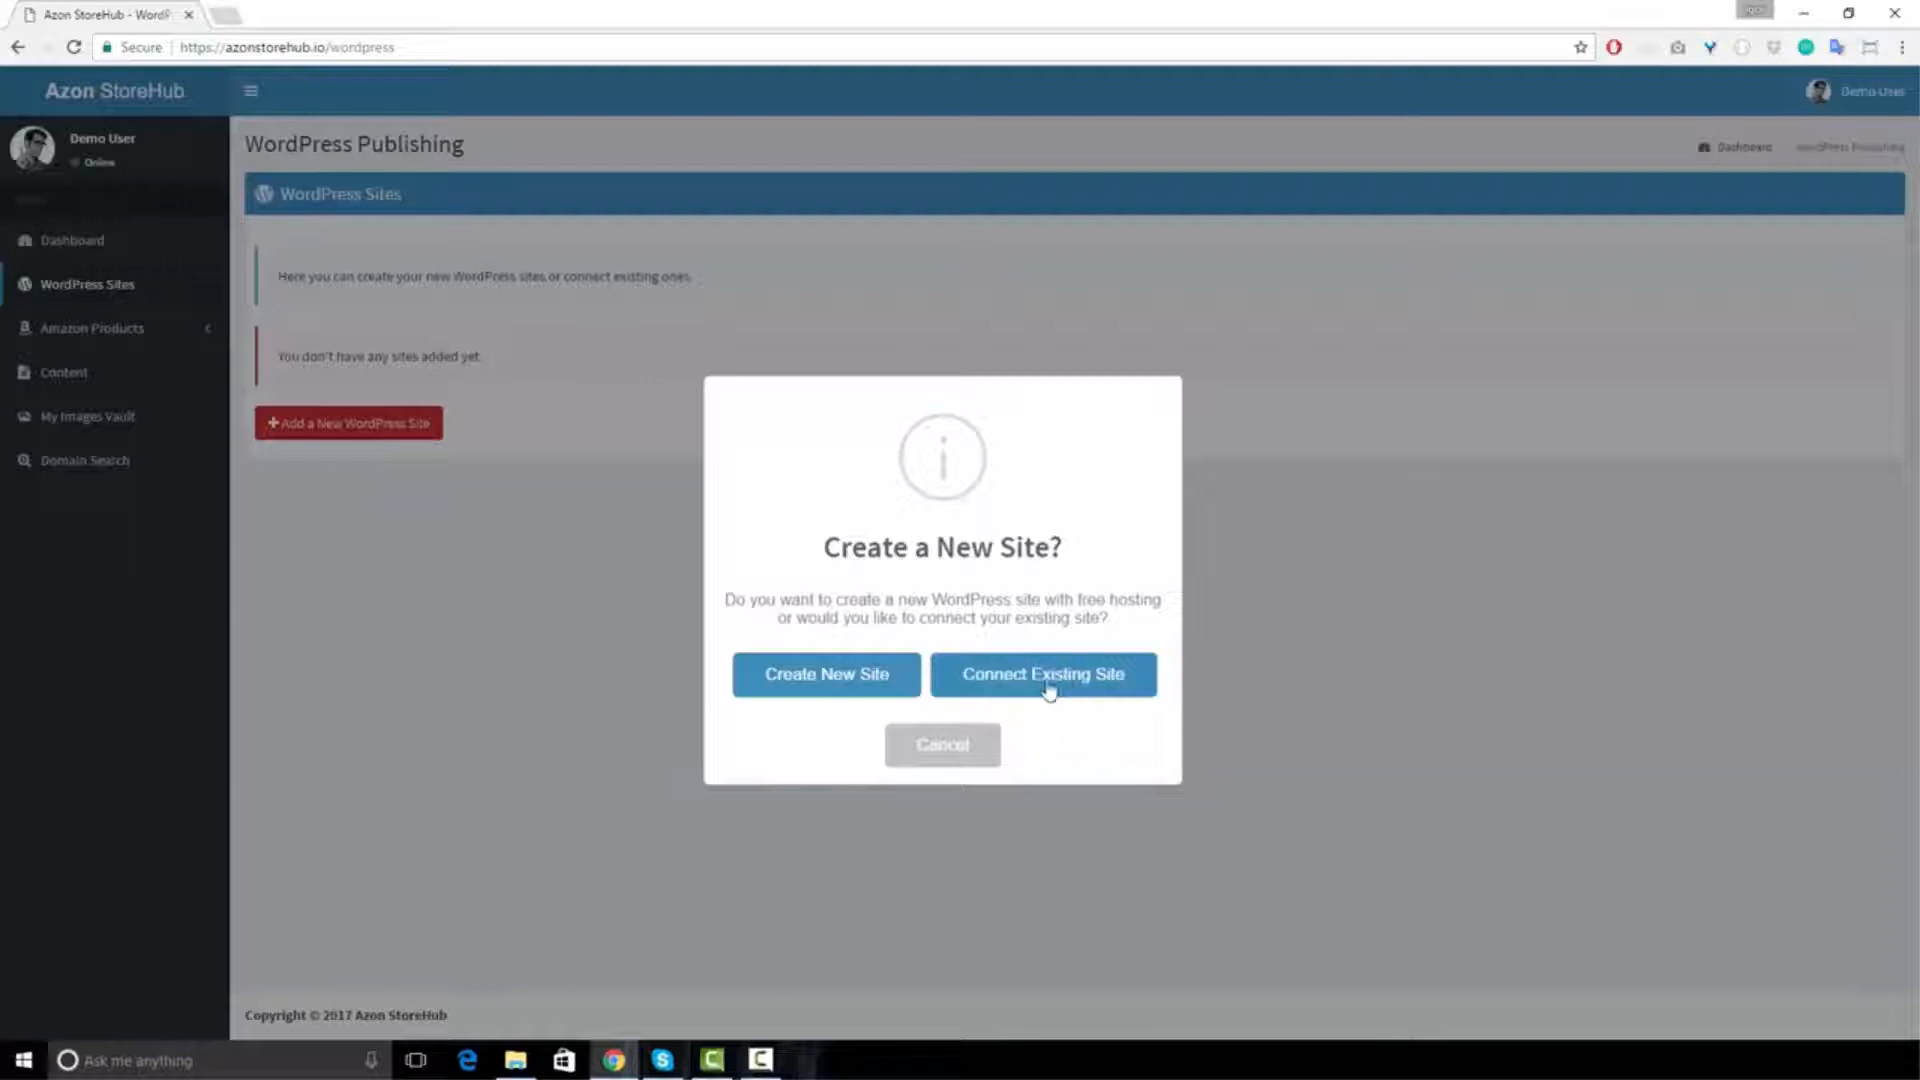 Azon StoreHub - WordP
Secure
https://azonstorehub.io/wordpress
Azon StoreHub
Demo User
Demo User
Online
WordPress Publishing
Dashboard
WordPress Publishing
WordPress Sites
Dashboard
WordPress Sites
Amazon Products
Content
My Images Vault
Domain Search
Here you can create your new WordPress sites or connect existing ones.
You don't have any sites added yet
Add a New WordPress Site
Create a New Site?
Do you want to create a new WordPress site with free hosting
or would you like to connect your existing site?
Create New Site
Connect Existing Site
Cancel
Copyright © 2017 Azon StoreHub
Ask me anything